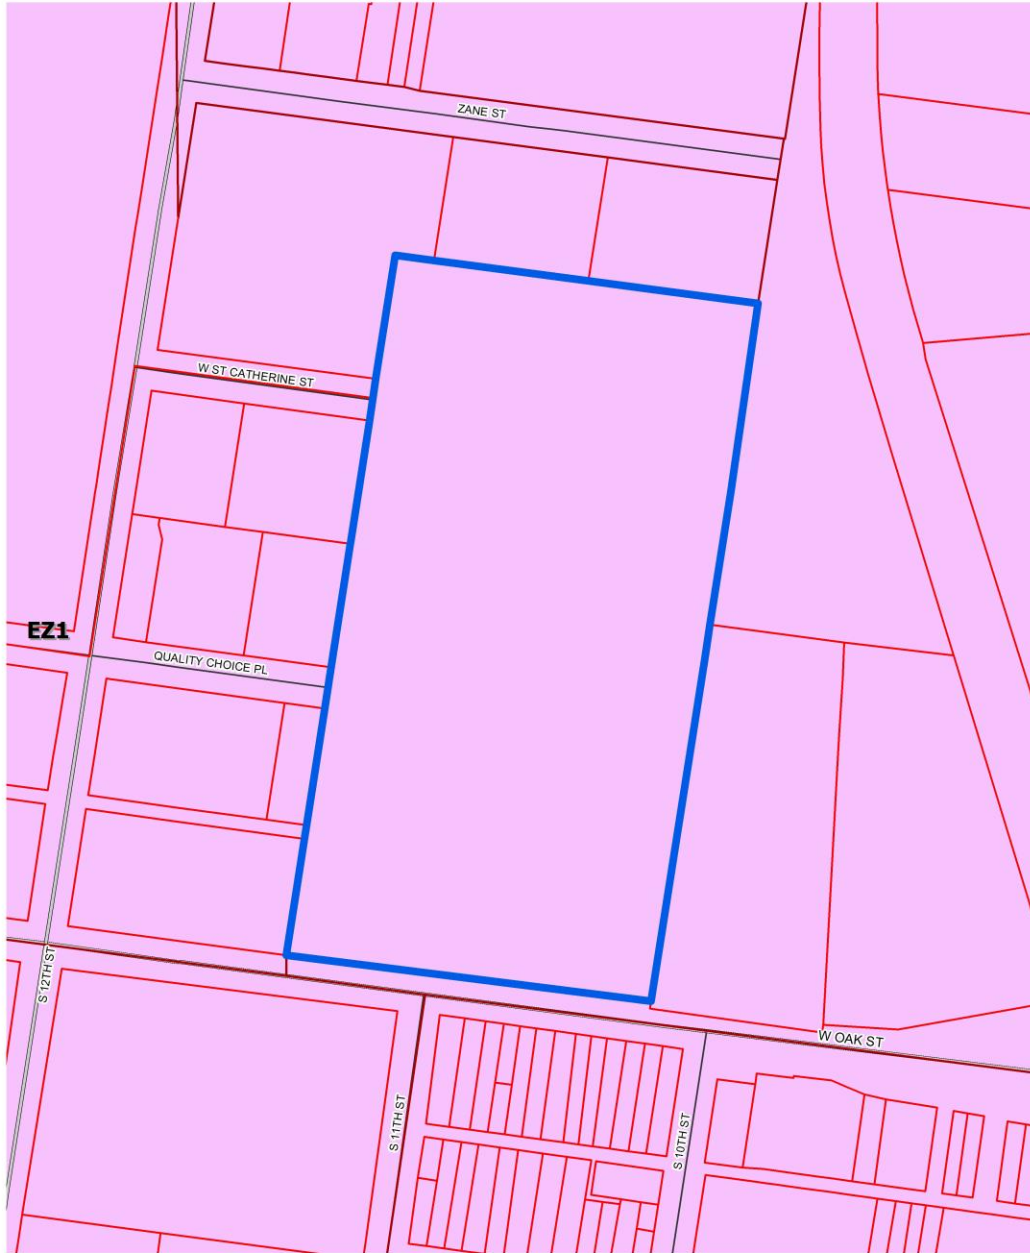 ZANE ST
W ST CATHERINE ST
EZ1
QUALITY CHOICE PL
S 12TH ST
W OAK ST
S 11TH ST
S 10TH ST